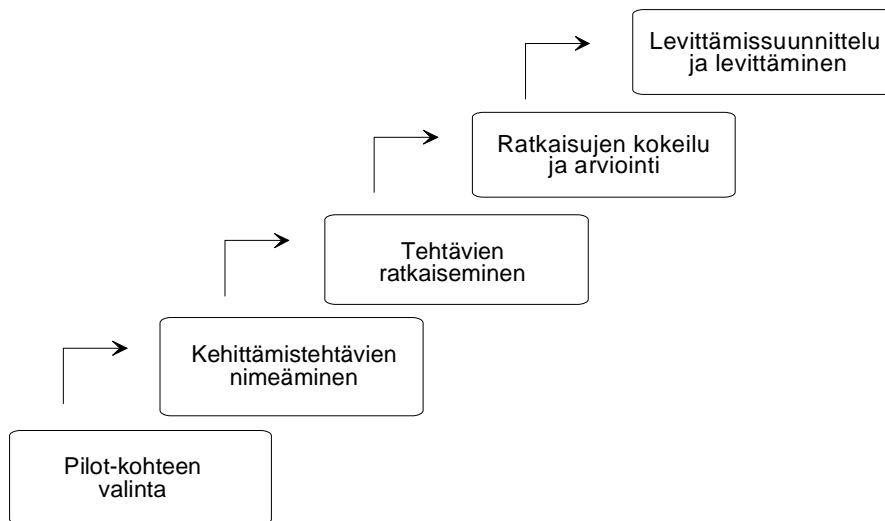 Levittämissuunnittelu
ja levittäminen
Ratkaisujen kokeilu
ja arviointi
Tehtävien
ratkaiseminen
Kehittämistehtävien
nimeäminen
Pilot-kohteen
valinta